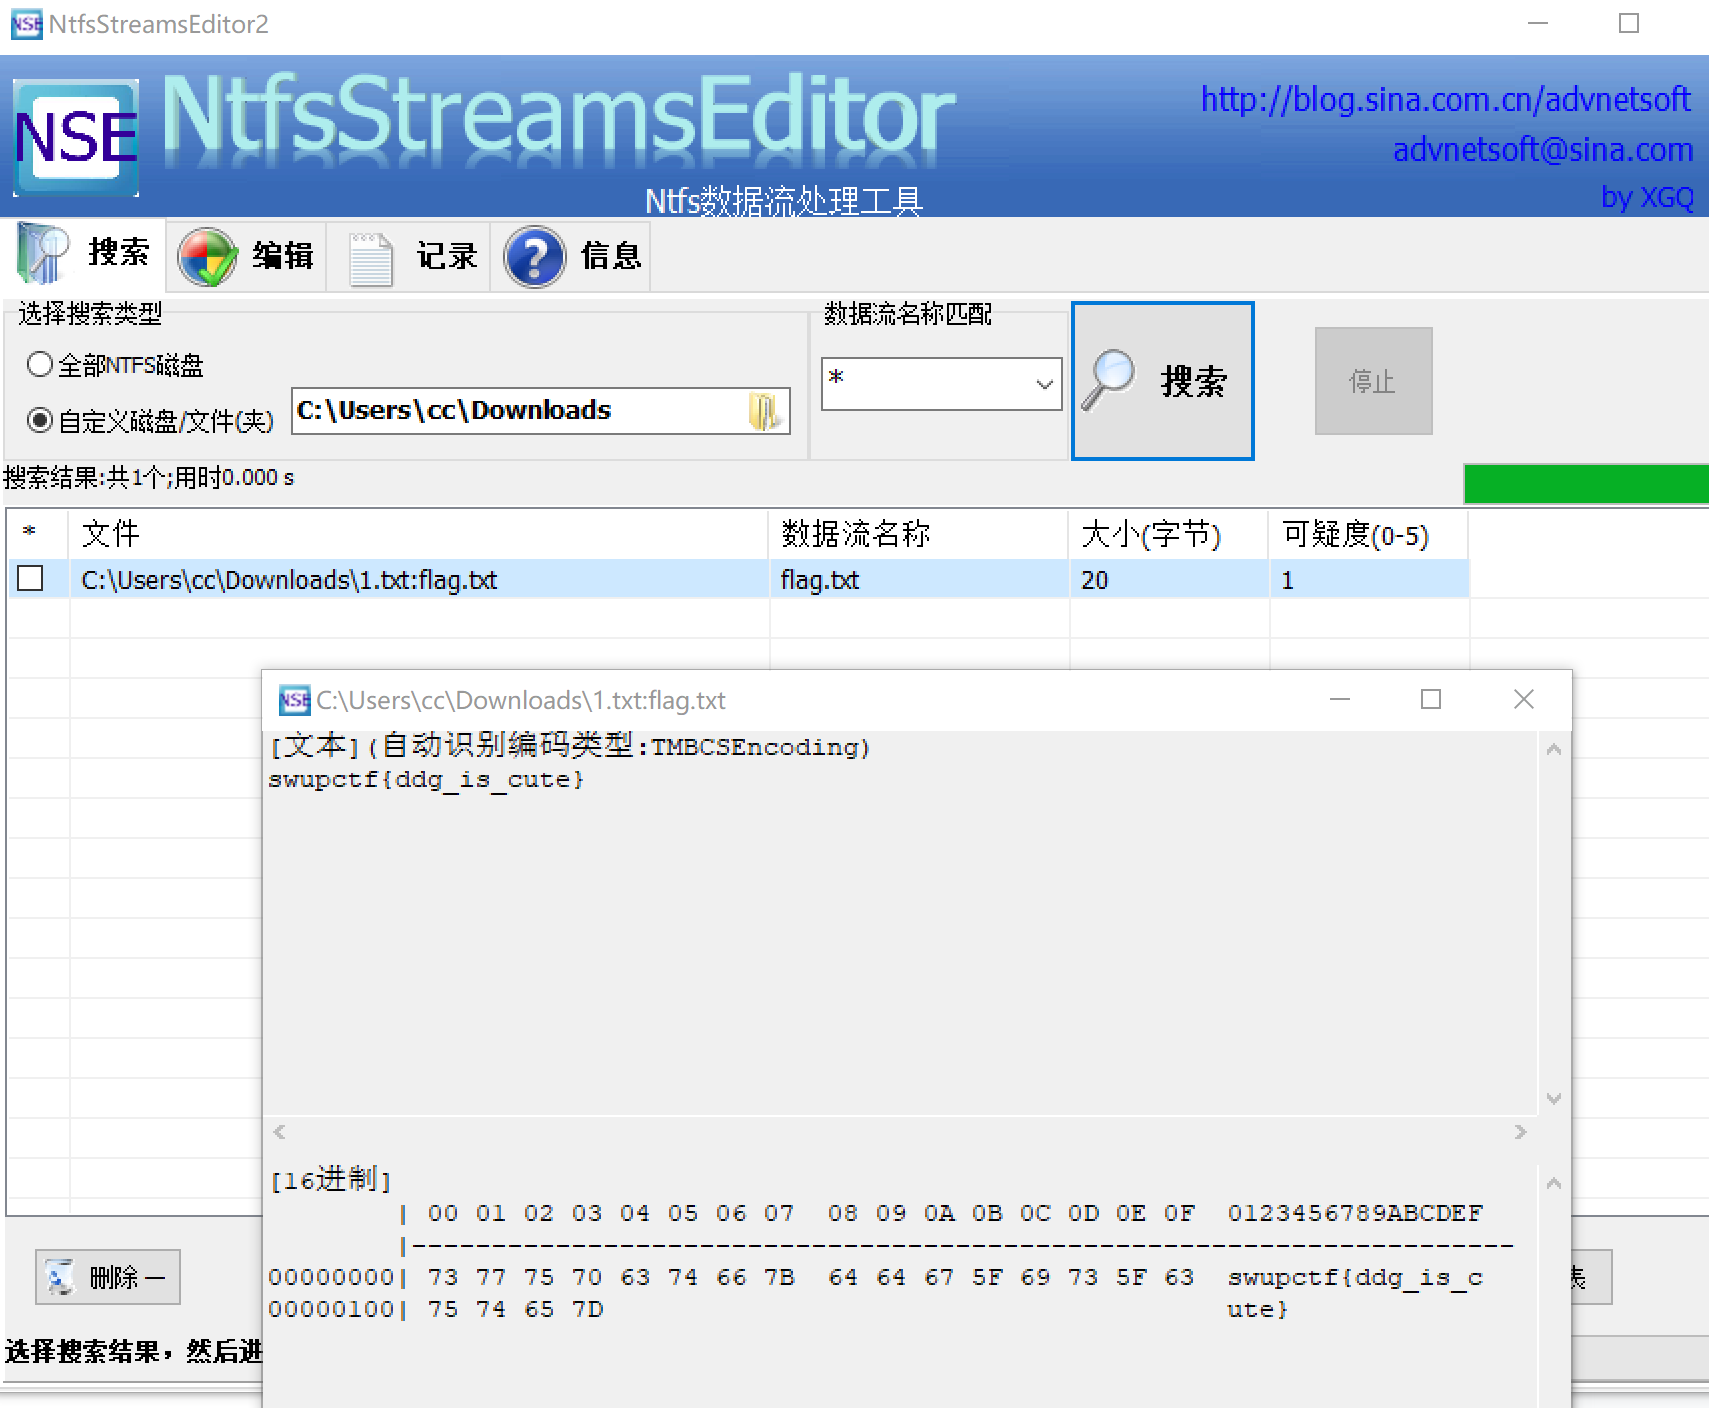 NtfsStreamsEditor2
NSE
NtfsStreamsEditor
http://blog.sina.com.cn/advnetsoft
advnetsoft@sina.com
Ntfs数据流处理工具
by XGQ
搜索 编辑 记录 信息
选择搜索类型
全部NTFS磁盘
自定义磁盘/文件(夹) C:\Users\cc\Downloads
数据流名称匹配
*
搜索
停止
搜索结果:共1个;用时0.000 s
* 文件 数据流名称 大小(字节) 可疑度(0-5)
C:\Users\cc\Downloads\1.txt:flag.txt flag.txt 20 1
NSE C:\Users\cc\Downloads\1.txt:flag.txt
[文本](自动识别编码类型:TMBCSEncoding)
swupctf{ddg_is_cute}
[16进制]
| 00 01 02 03 04 05 06 07 08 09 0A 0B 0C 0D 0E 0F 0123456789ABCDEF
|---------------------------------------------------------------------
00000000| 73 77 75 70 63 74 66 7B 64 64 67 5F 69 73 5F 63 swupctf{ddg_is_c
00000100| 75 74 65 7D ute}
删除
选择搜索结果，然后进